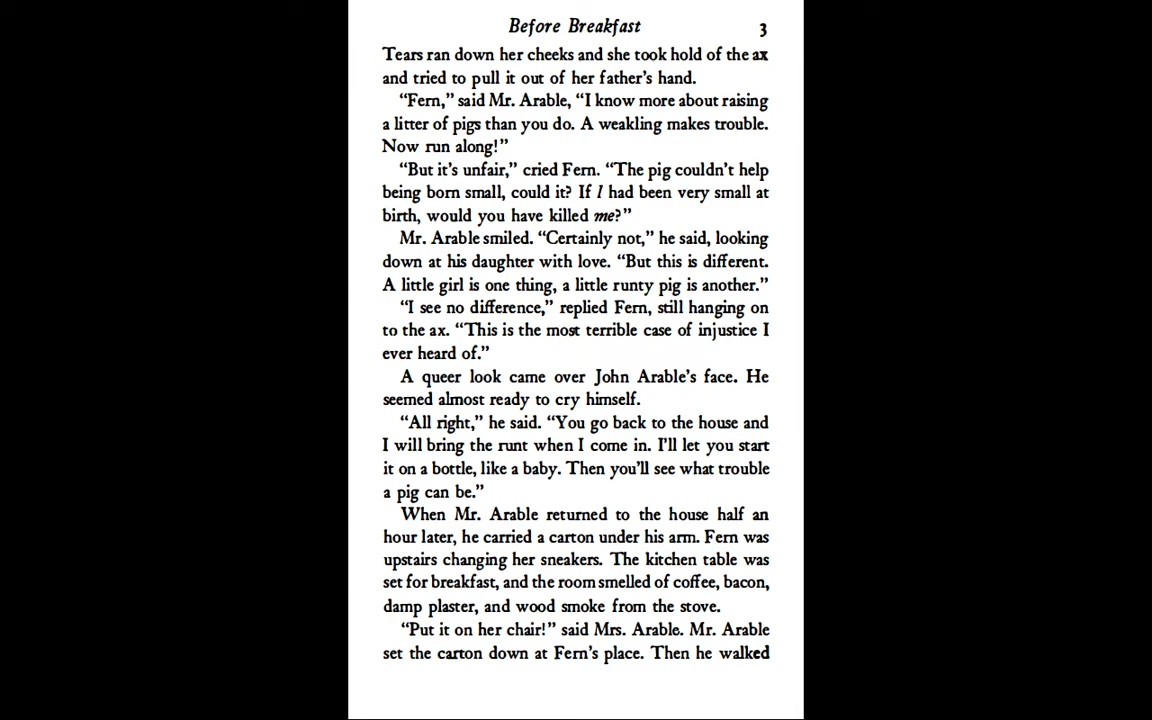 Before Breakfast 3
Tears ran down her cheeks and she took hold of the ax
and tried to pull it out of her father's hand.
“Fern,” said Mr. Arable, “I know more about raising
a litter of pigs than you do. A weakling makes trouble.
Now run along!”
“But it's unfair,” cried Fern. “The pig couldn't help
being born small, could it? If I had been very small at
birth, would you have killed me?”
Mr. Arable smiled. “Certainly not,” he said, looking
down at his daughter with love. “But this is different.
A little girl is one thing, a little runty pig is another.”
“I see no difference,” replied Fern, still hanging on
to the ax. “This is the most terrible case of injustice I
ever heard of.”
A queer look came over John Arable's face. He
seemed almost ready to cry himself.
“All right,” he said. “You go back to the house and
I will bring the runt when I come in. I'll let you start
it on a bottle, like a baby. Then you'll see what trouble
a pig can be.”
When Mr. Arable returned to the house half an
hour later, he carried a carton under his arm. Fern was
upstairs changing her sneakers. The kitchen table was
set for breakfast, and the room smelled of coffee, bacon,
damp plaster, and wood smoke from the stove.
“Put it on her chair!” said Mrs. Arable. Mr. Arable
set the carton down at Fern's place. Then he walked